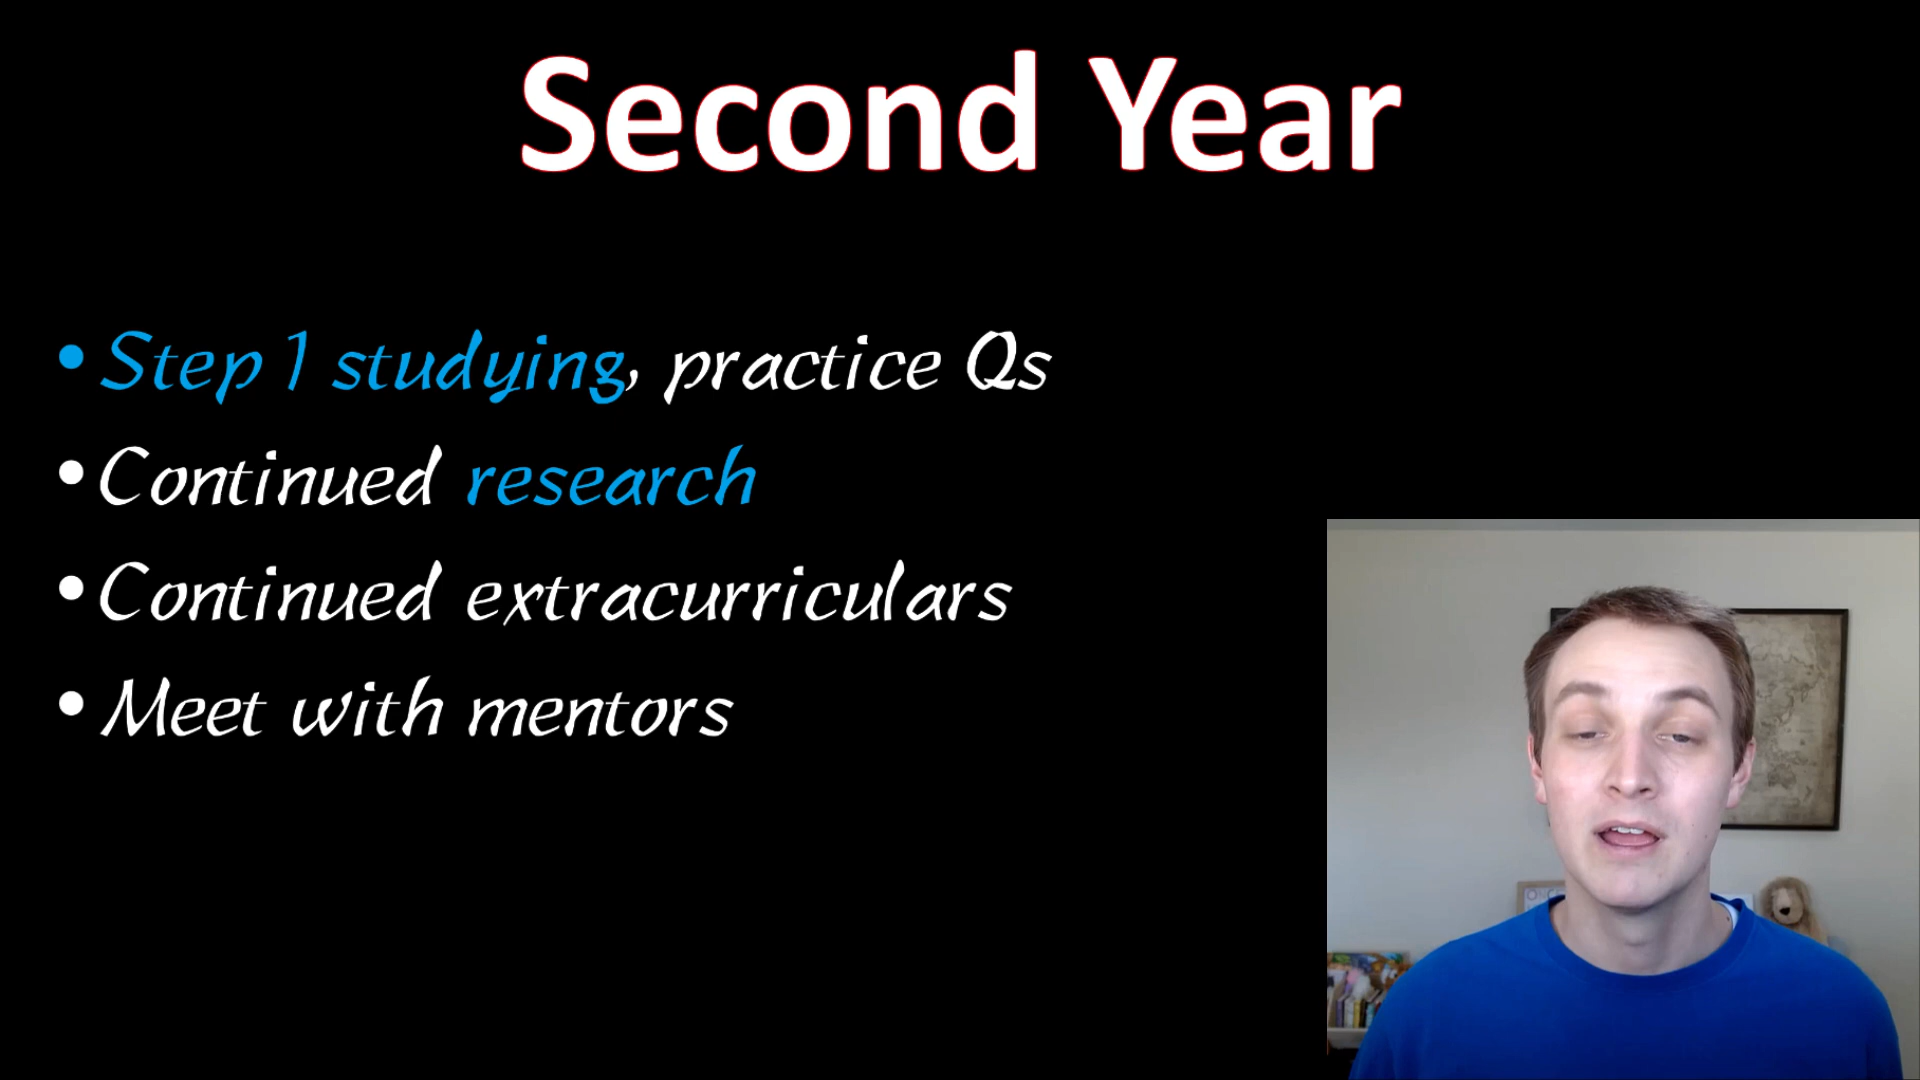 Second Year
• Step 1 studying, practice Qs
• Continued research
• Continued extracurriculars
• Meet with mentors